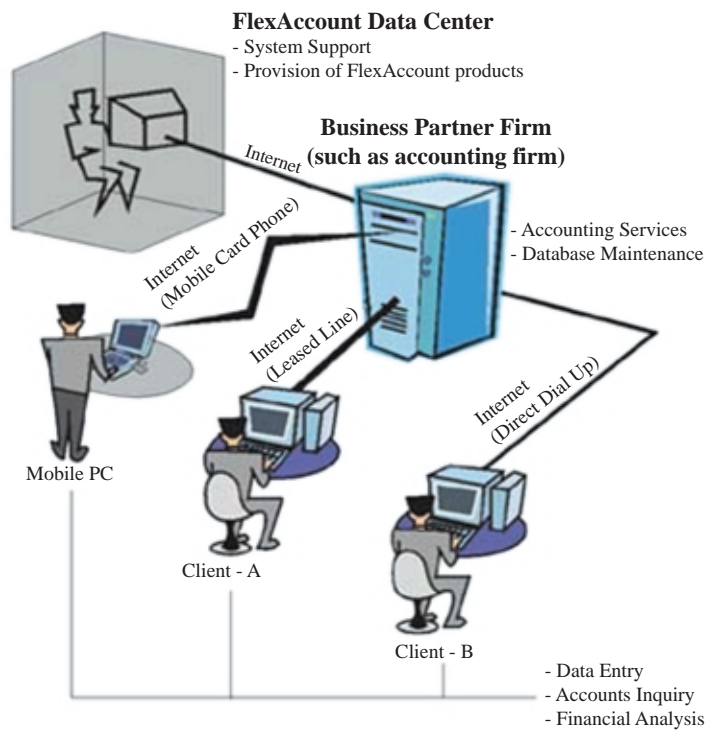 FlexAccount Data Center
- System Support
- Provision of FlexAccount products
Business Partner Firm
(such as accounting firm)
Internet
- Accounting Services
- Database Maintenance
Internet
(Mobile Card Phone)
Internet
(Leased Line)
Internet
(Direct Dial Up)
Mobile PC
Client - A
Client - B
- Data Entry
- Accounts Inquiry
- Financial Analysis